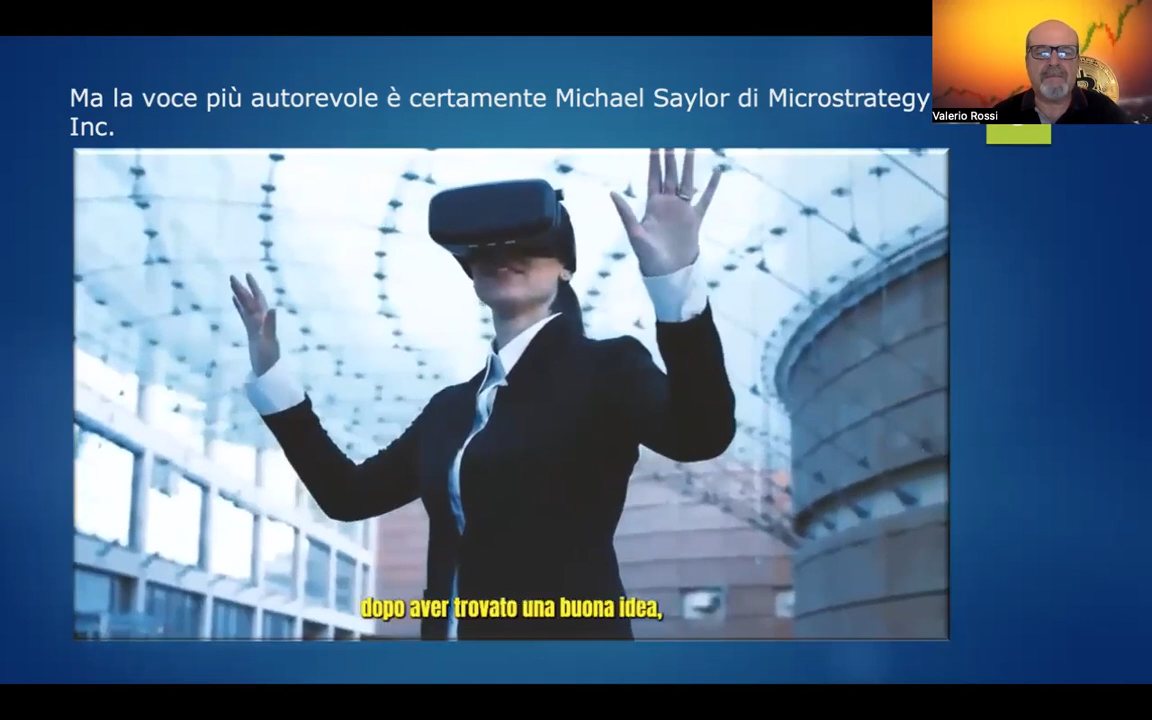 Ma la voce più autorevole è certamente Michael Saylor di Microstrategy
Inc.
Valerio Rossi
dopo aver trovato una buona idea,